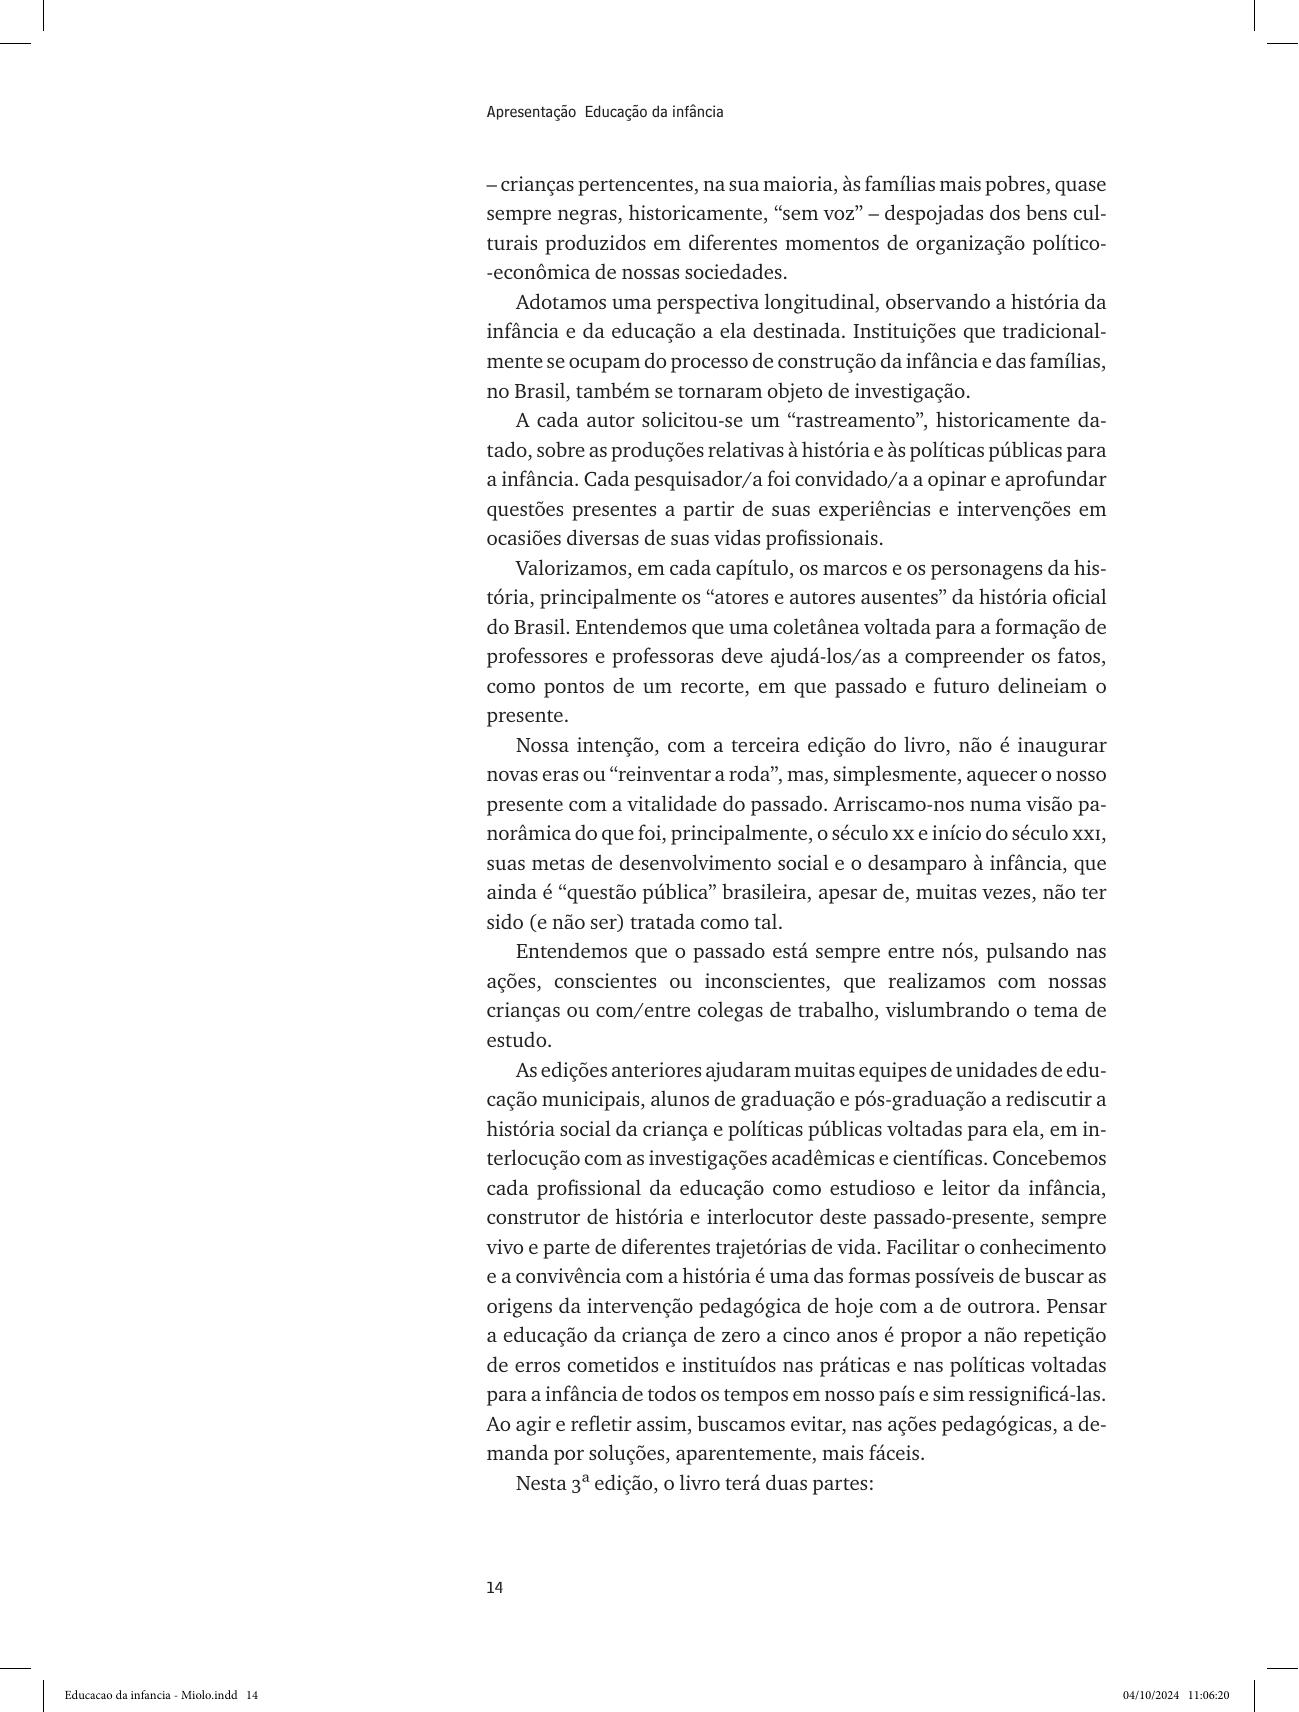 Apresentação Educação da infância
– crianças pertencentes, na sua maioria, às famílias mais pobres, quase
sempre negras, historicamente, “sem voz” – despojadas dos bens cul-
turais produzidos em diferentes momentos de organização político-
-econômica de nossas sociedades.
Adotamos uma perspectiva longitudinal, observando a história da
infância e da educação a ela destinada. Instituições que tradicional-
mente se ocupam do processo de construção da infância e das famílias,
no Brasil, também se tornaram objeto de investigação.
A cada autor solicitou-se um “rastreamento”, historicamente da-
tado, sobre as produções relativas à história e às políticas públicas para
a infância. Cada pesquisador/a foi convidado/a a opinar e aprofundar
questões presentes a partir de suas experiências e intervenções em
ocasiões diversas de suas vidas profissionais.
Valorizamos, em cada capítulo, os marcos e os personagens da his-
tória, principalmente os “atores e autores ausentes” da história oficial
do Brasil. Entendemos que uma coletânea voltada para a formação de
professores e professoras deve ajudá-los/as a compreender os fatos,
como pontos de um recorte, em que passado e futuro delineiam o
presente.
Nossa intenção, com a terceira edição do livro, não é inaugurar
novas eras ou “reinventar a roda”, mas, simplesmente, aquecer o nosso
presente com a vitalidade do passado. Arriscamo-nos numa visão pa-
norâmica do que foi, principalmente, o século XX e início do século XXI,
suas metas de desenvolvimento social e o desamparo à infância, que
ainda é “questão pública” brasileira, apesar de, muitas vezes, não ter
sido (e não ser) tratada como tal.
Entendemos que o passado está sempre entre nós, pulsando nas
ações, conscientes ou inconscientes, que realizamos com nossas
crianças ou com/entre colegas de trabalho, vislumbrando o tema de
estudo.
As edições anteriores ajudaram muitas equipes de unidades de edu-
cação municipais, alunos de graduação e pós-graduação a rediscutir a
história social da criança e políticas públicas voltadas para ela, em in-
terlocução com as investigações acadêmicas e científicas. Concebemos
cada profissional da educação como estudioso e leitor da infância,
construtor de história e interlocutor deste passado-presente, sempre
vivo e parte de diferentes trajetórias de vida. Facilitar o conhecimento
e a convivência com a história é uma das formas possíveis de buscar as
origens da intervenção pedagógica de hoje com a de outrora. Pensar
a educação da criança de zero a cinco anos é propor a não repetição
de erros cometidos e instituídos nas práticas e nas políticas voltadas
para a infância de todos os tempos em nosso país e sim ressignificá-las.
Ao agir e refletir assim, buscamos evitar, nas ações pedagógicas, a de-
manda por soluções, aparentemente, mais fáceis.
Nesta 3ª edição, o livro terá duas partes:
14
Educacao da infancia - Miolo.indd 14
04/10/2024 11:06:20